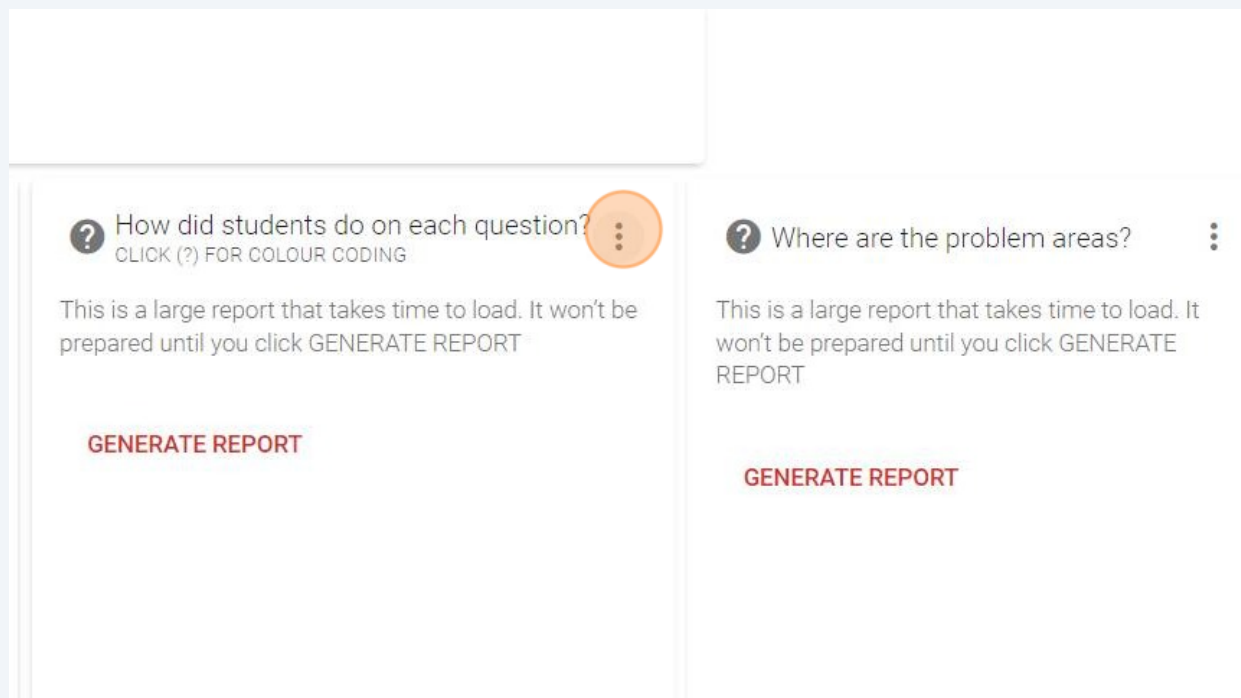 How did students do on each question?
CLICK (?) FOR COLOUR CODING
This is a large report that takes time to load. It won't be
prepared until you click GENERATE REPORT
GENERATE REPORT
Where are the problem areas?
This is a large report that takes time to load. It
won't be prepared until you click GENERATE
REPORT
GENERATE REPORT